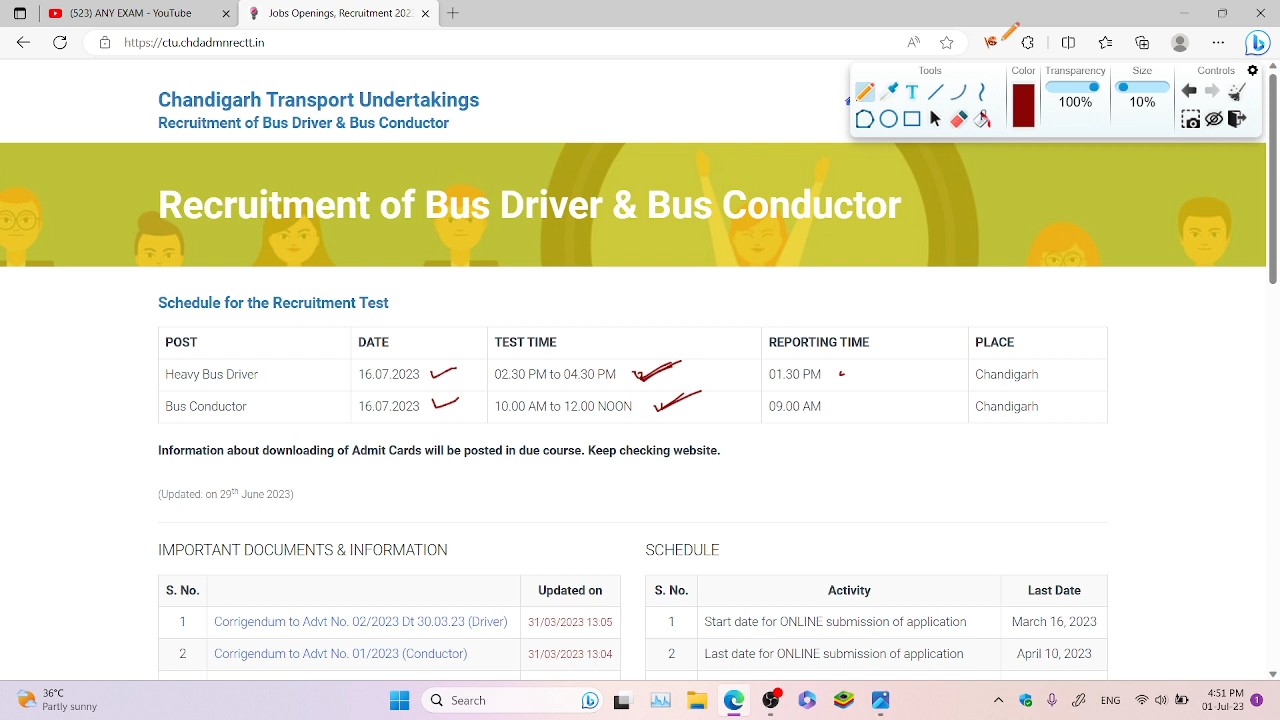 (523) ANY EXAM - YouTube
Jobs Openings, Recruitment 202
https://ctu.chdadmnrectt.in
Tools
Color
Transparency
Size
Controls
100%
10%
Chandigarh Transport Undertakings
Recruitment of Bus Driver & Bus Conductor
Recruitment of Bus Driver & Bus Conductor
Schedule for the Recruitment Test
POST DATE TEST TIME REPORTING TIME PLACE
Heavy Bus Driver 16.07.2023 02.30 PM to 04.30 PM 01.30 PM Chandigarh
Bus Conductor 16.07.2023 10.00 AM to 12.00 NOON 09.00 AM Chandigarh
Information about downloading of Admit Cards will be posted in due course. Keep checking website.
(Updated: on 29th June 2023)
IMPORTANT DOCUMENTS & INFORMATION
S. No. Updated on
1 Corrigendum to Advt No. 02/2023 Dt 30.03.23 (Driver) 31/03/2023 13:05
2 Corrigendum to Advt No. 01/2023 (Conductor) 31/03/2023 13:04
SCHEDULE
S. No. Activity Last Date
1 Start date for ONLINE submission of application March 16, 2023
2 Last date for ONLINE submission of application April 10, 2023
36°C
Partly sunny
Search
ENG
4:51 PM
01-Jul-23
1